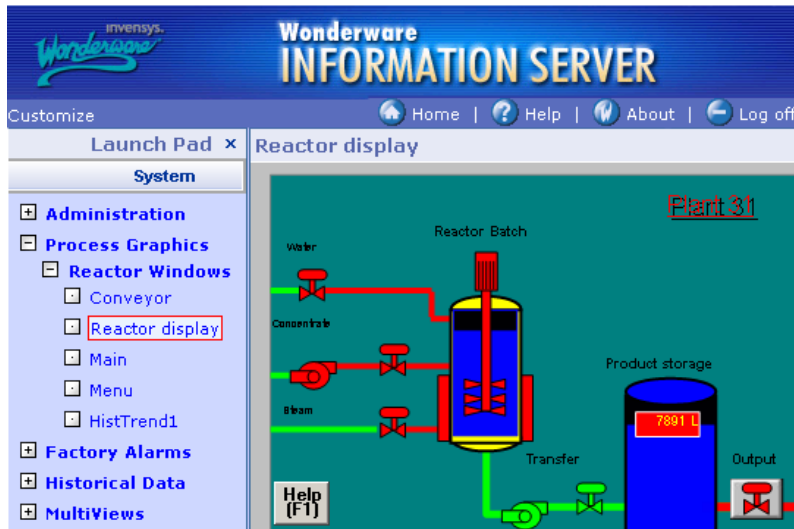 invensys.
Wonderware
Wonderware
INFORMATION SERVER
Customize
Home | Help | About | Log off
Launch Pad ×
Reactor display
System
Administration
Process Graphics
Reactor Windows
Conveyor
Reactor display
Main
Menu
HistTrend1
Factory Alarms
Historical Data
MultiViews
Plant 31
Reactor Batch
Water
Concentrate
Product storage
Steam
7891 L
Transfer
Output
Help
(F1)